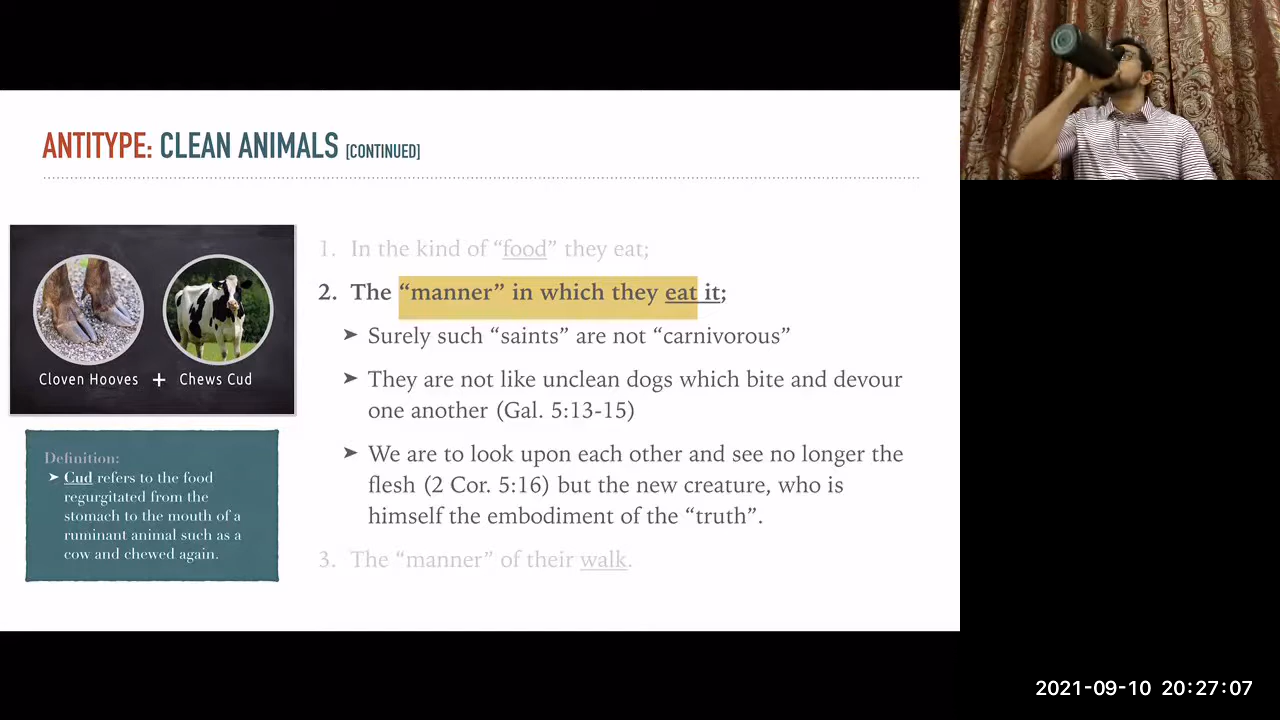 ANTITYPE: CLEAN ANIMALS [CONTINUED]
Cloven Hooves + Chews Cud
Definition:
➤ Cud refers to the food
regurgitated from the
stomach to the mouth of a
ruminant animal such as a
cow and chewed again.
1. In the kind of “food” they eat;
2. The “manner” in which they eat it;
➤ Surely such “saints” are not “carnivorous”
➤ They are not like unclean dogs which bite and devour
one another (Gal. 5:13-15)
➤ We are to look upon each other and see no longer the
flesh (2 Cor. 5:16) but the new creature, who is
himself the embodiment of the “truth”.
3. The “manner” of their walk.
2021-09-10 20:27:07